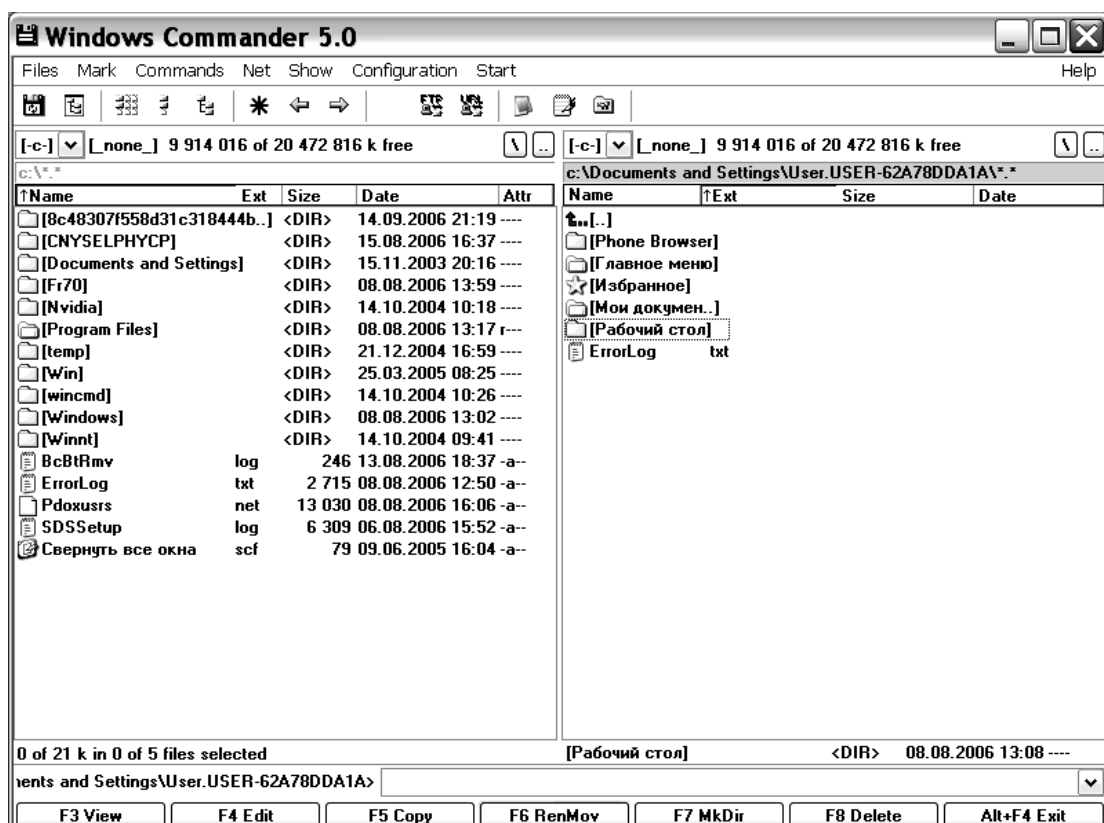 Windows Commander 5.0
Files Mark Commands Net Show Configuration Start Help
FTP
[-c-] [_none_] 9 914 016 of 20 472 816 k free \ ..
c:\*.*
↑Name Ext Size Date Attr
[8c48307f558d31c318444b..] <DIR> 14.09.2006 21:19 ----
[CNYSELPHYCP] <DIR> 15.08.2006 16:37 ----
[Documents and Settings] <DIR> 15.11.2003 20:16 ----
[Fr70] <DIR> 08.08.2006 13:59 ----
[Nvidia] <DIR> 14.10.2004 10:18 ----
[Program Files] <DIR> 08.08.2006 13:17 r---
[temp] <DIR> 21.12.2004 16:59 ----
[Win] <DIR> 25.03.2005 08:25 ----
[wincmd] <DIR> 14.10.2004 10:26 ----
[Windows] <DIR> 08.08.2006 13:02 ----
[Winnt] <DIR> 14.10.2004 09:41 ----
BcBtRmv log 246 13.08.2006 18:37 -a--
ErrorLog txt 2 715 08.08.2006 12:50 -a--
Pdoxusrs net 13 030 08.08.2006 16:06 -a--
SDSSetup log 6 309 06.08.2006 15:52 -a--
Свернуть все окна scf 79 09.06.2005 16:04 -a--
0 of 21 k in 0 of 5 files selected
[-c-] [_none_] 9 914 016 of 20 472 816 k free \ ..
c:\Documents and Settings\User.USER-62A78DDA1A\*.*
Name ↑Ext Size Date
[..]
[Phone Browser]
[Главное меню]
[Избранное]
[Мои докумен..]
[Рабочий стол]
ErrorLog txt
[Рабочий стол] <DIR> 08.08.2006 13:08 ----
ents and Settings\User.USER-62A78DDA1A>
F3 View F4 Edit F5 Copy F6 RenMov F7 MkDir F8 Delete Alt+F4 Exit